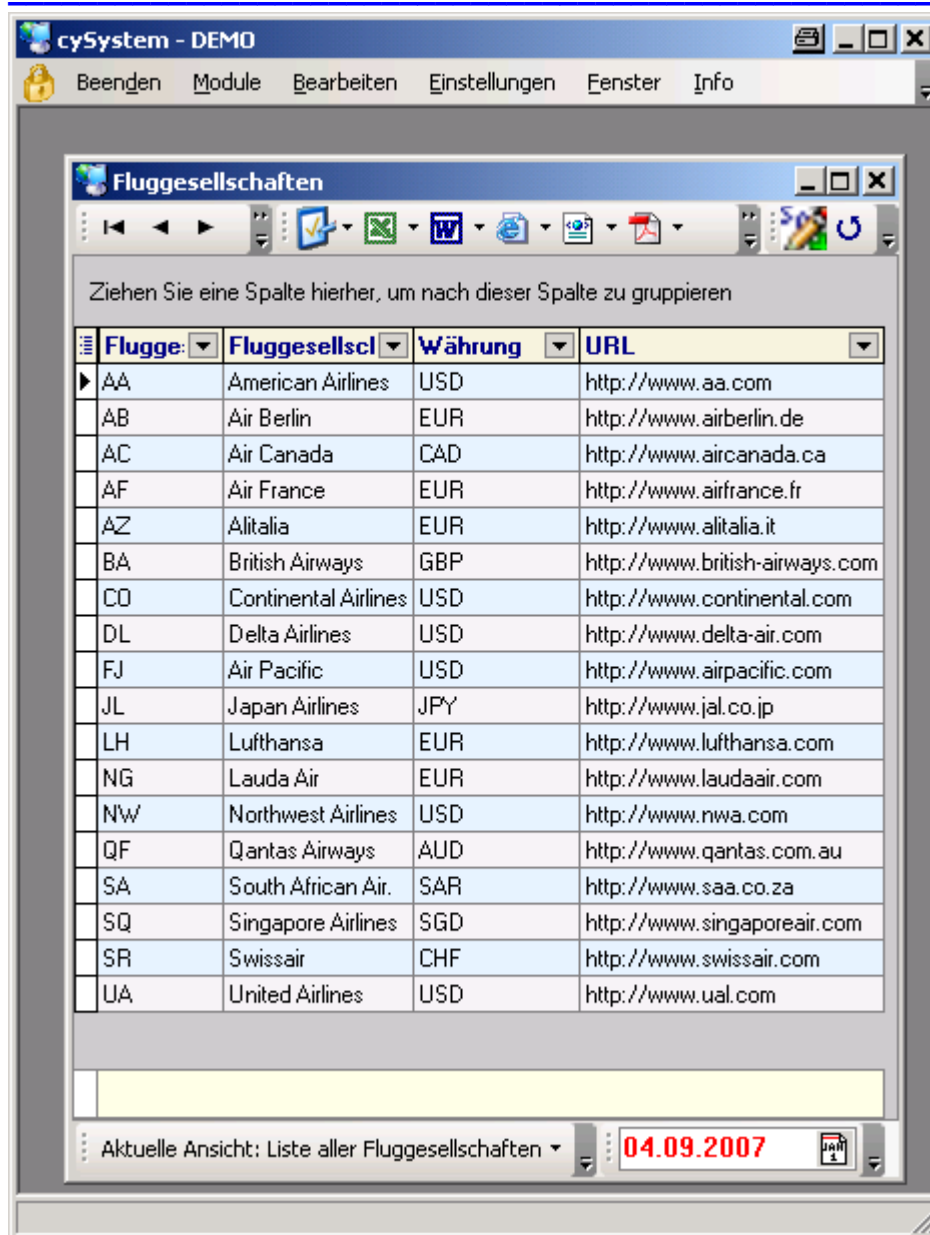 cySystem - DEMO
Beenden Module Bearbeiten Einstellungen Fenster Info
Fluggesellschaften
Ziehen Sie eine Spalte hierher, um nach dieser Spalte zu gruppieren
Flugge: Fluggesellscl Währung URL
AA American Airlines USD http://www.aa.com
AB Air Berlin EUR http://www.airberlin.de
AC Air Canada CAD http://www.aircanada.ca
AF Air France EUR http://www.airfrance.fr
AZ Alitalia EUR http://www.alitalia.it
BA British Airways GBP http://www.british-airways.com
CO Continental Airlines USD http://www.continental.com
DL Delta Airlines USD http://www.delta-air.com
FJ Air Pacific USD http://www.airpacific.com
JL Japan Airlines JPY http://www.jal.co.jp
LH Lufthansa EUR http://www.lufthansa.com
NG Lauda Air EUR http://www.laudaair.com
NW Northwest Airlines USD http://www.nwa.com
QF Qantas Airways AUD http://www.qantas.com.au
SA South African Air. SAR http://www.saa.co.za
SQ Singapore Airlines SGD http://www.singaporeair.com
SR Swissair CHF http://www.swissair.com
UA United Airlines USD http://www.ual.com
Aktuelle Ansicht: Liste aller Fluggesellschaften 04.09.2007 JAN 1